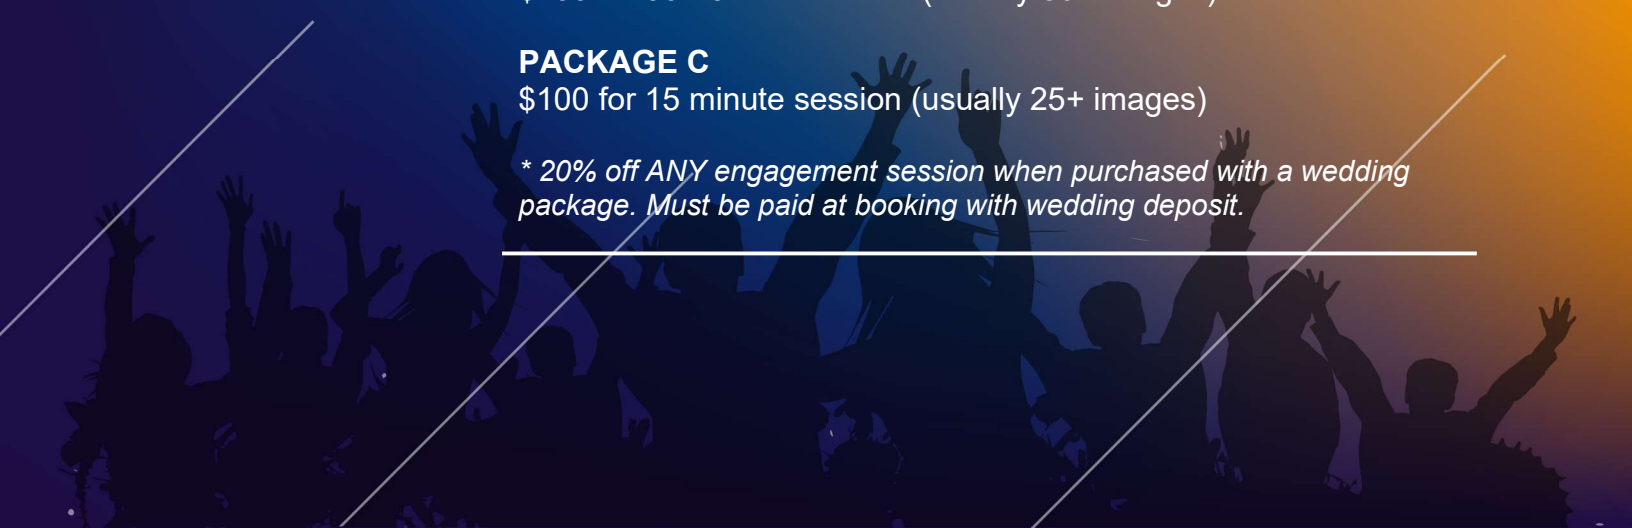 PACKAGE C
$100 for 15 minute session (usually 25+ images)
* 20% off ANY engagement session when purchased with a wedding
package. Must be paid at booking with wedding deposit.